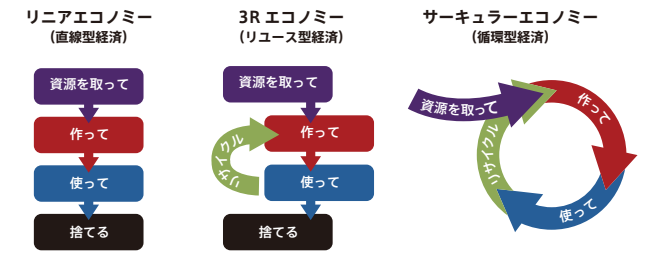 リニアエコノミー
（直線型経済）
資源を取って
作って
使って
捨てる
3R エコノミー
（リユース型経済）
資源を取って
作って
使って
リサイクル
捨てる
サーキュラーエコノミー
（循環型経済）
資源を取って
作って
使って
リサイクル